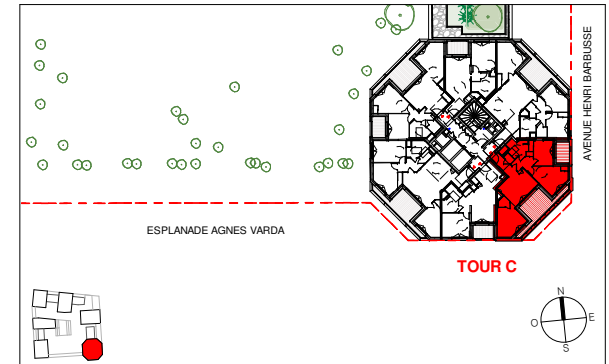 AVENUE HENRI BARBUSSE
ESPLANADE AGNES VARDA
TOUR C
N
O
E
S